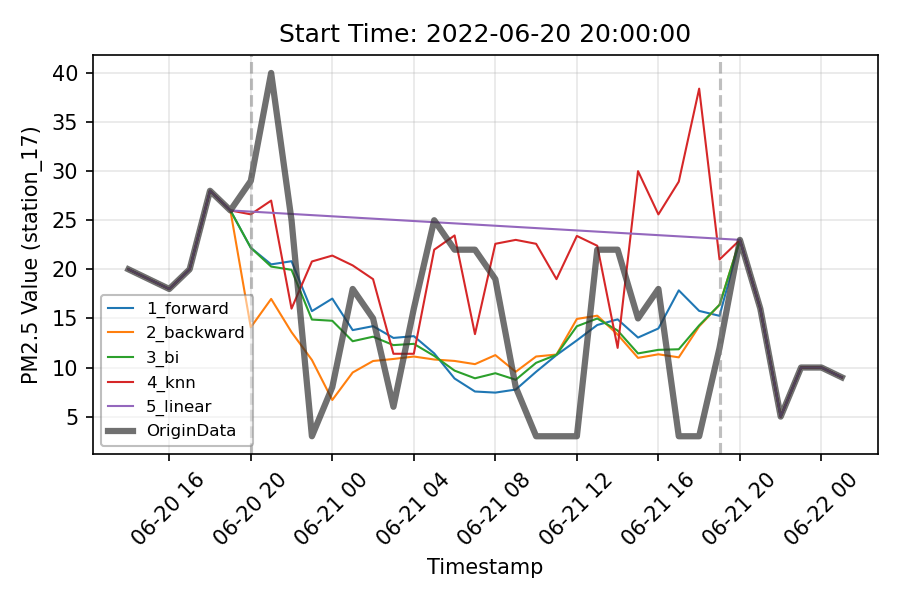 Start Time: 2022-06-20 20:00:00
PM2.5 Value (station_17)
40
35
30
25
20
15
10
5
1_forward
2_backward
3_bi
4_knn
5_linear
OriginData
06-20 16
06-20 20
06-21 00
06-21 04
06-21 08
06-21 12
06-21 16
06-21 20
06-22 00
Timestamp